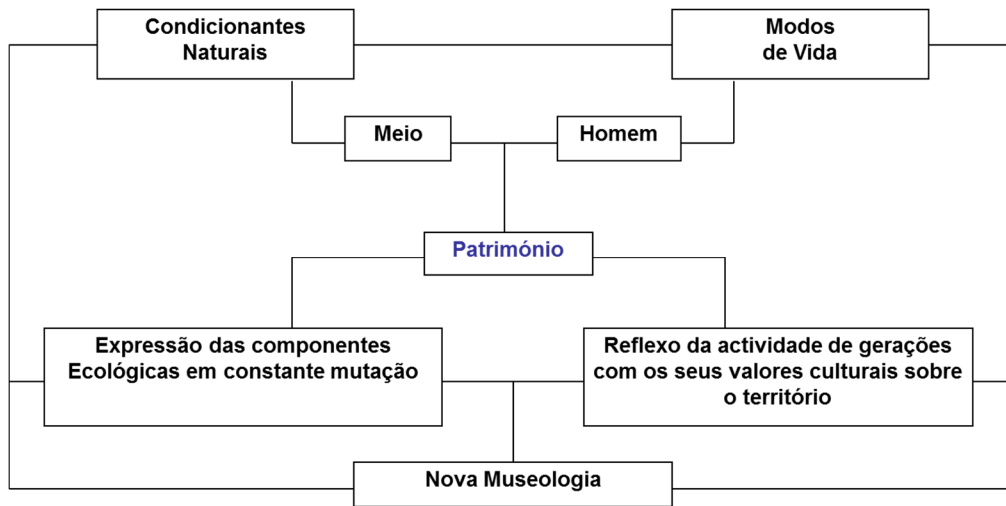 Condicionantes
Naturais
Modos
de Vida
Meio
Homem
Património
Expressão das componentes
Ecológicas em constante mutação
Reflexo da actividade de gerações
com os seus valores culturais sobre
o território
Nova Museologia